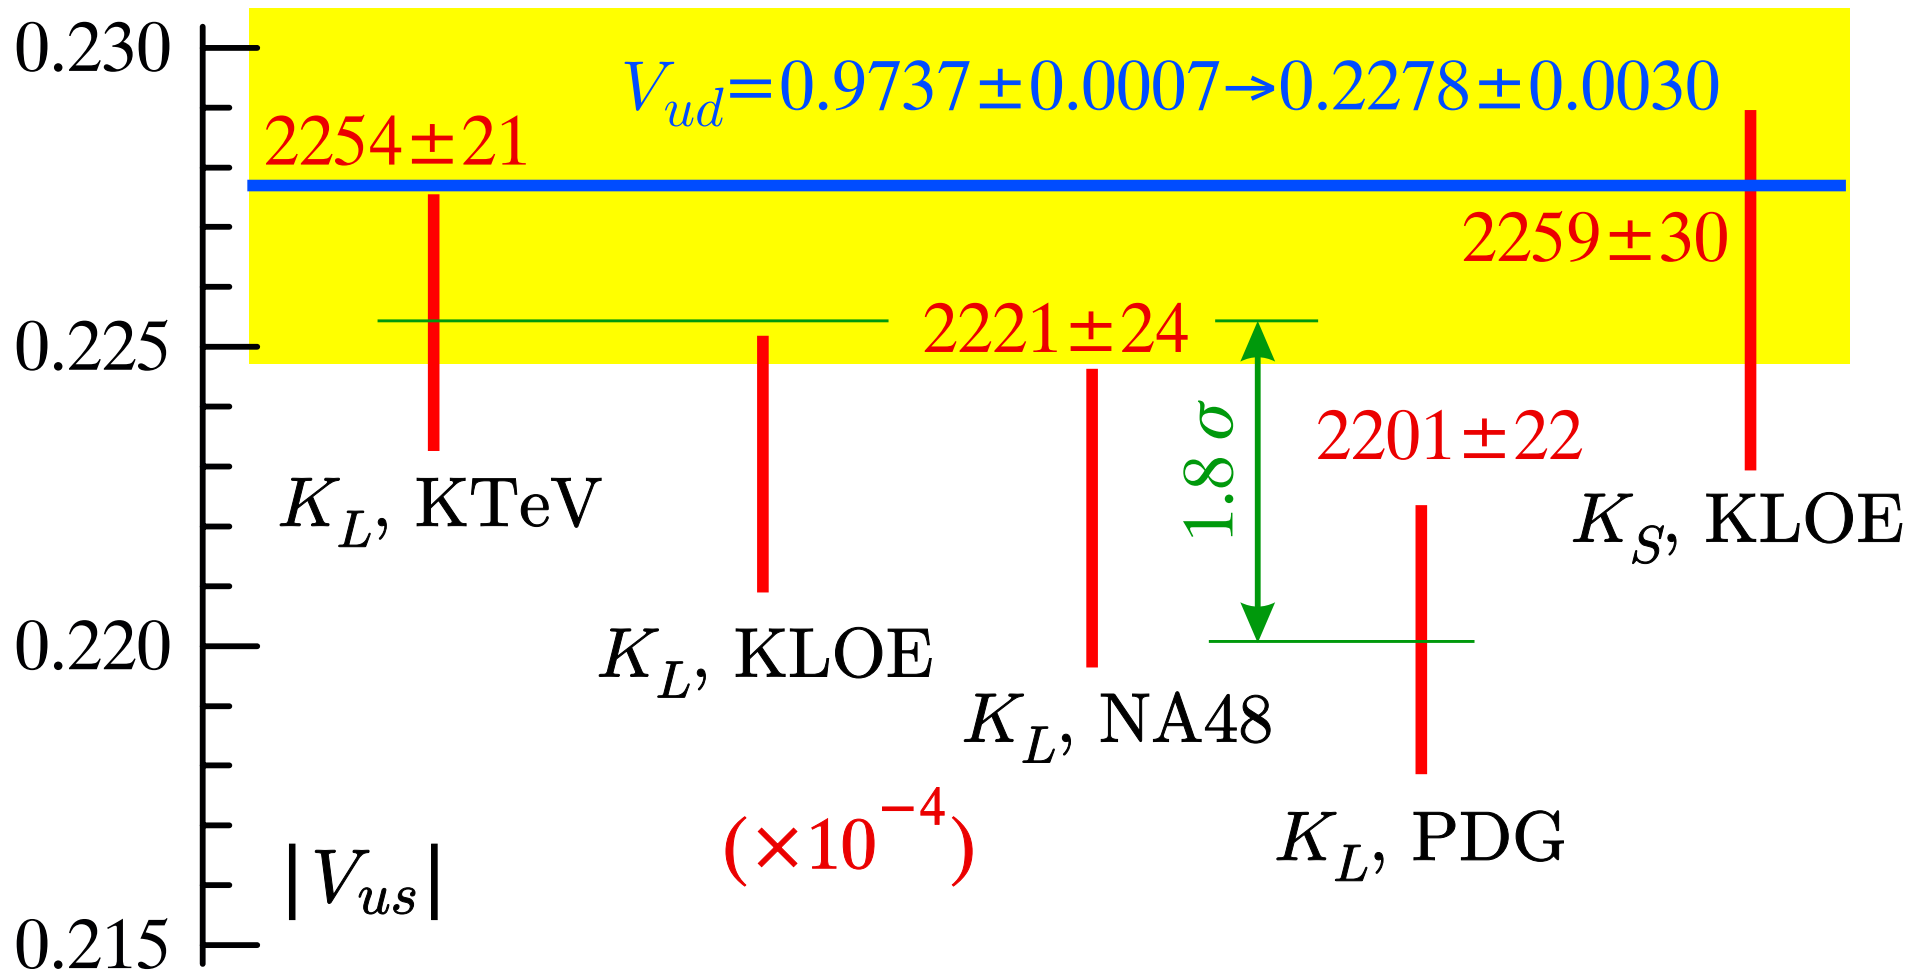 0.230
V_ud=0.9737±0.0007→0.2278±0.0030
2254±21
2259±30
0.225
2221±24
1.8 σ
2201±22
K_L, KTeV
K_S, KLOE
0.220
K_L, KLOE
K_L, NA48
(×10^−4)
K_L, PDG
|V_us|
0.215